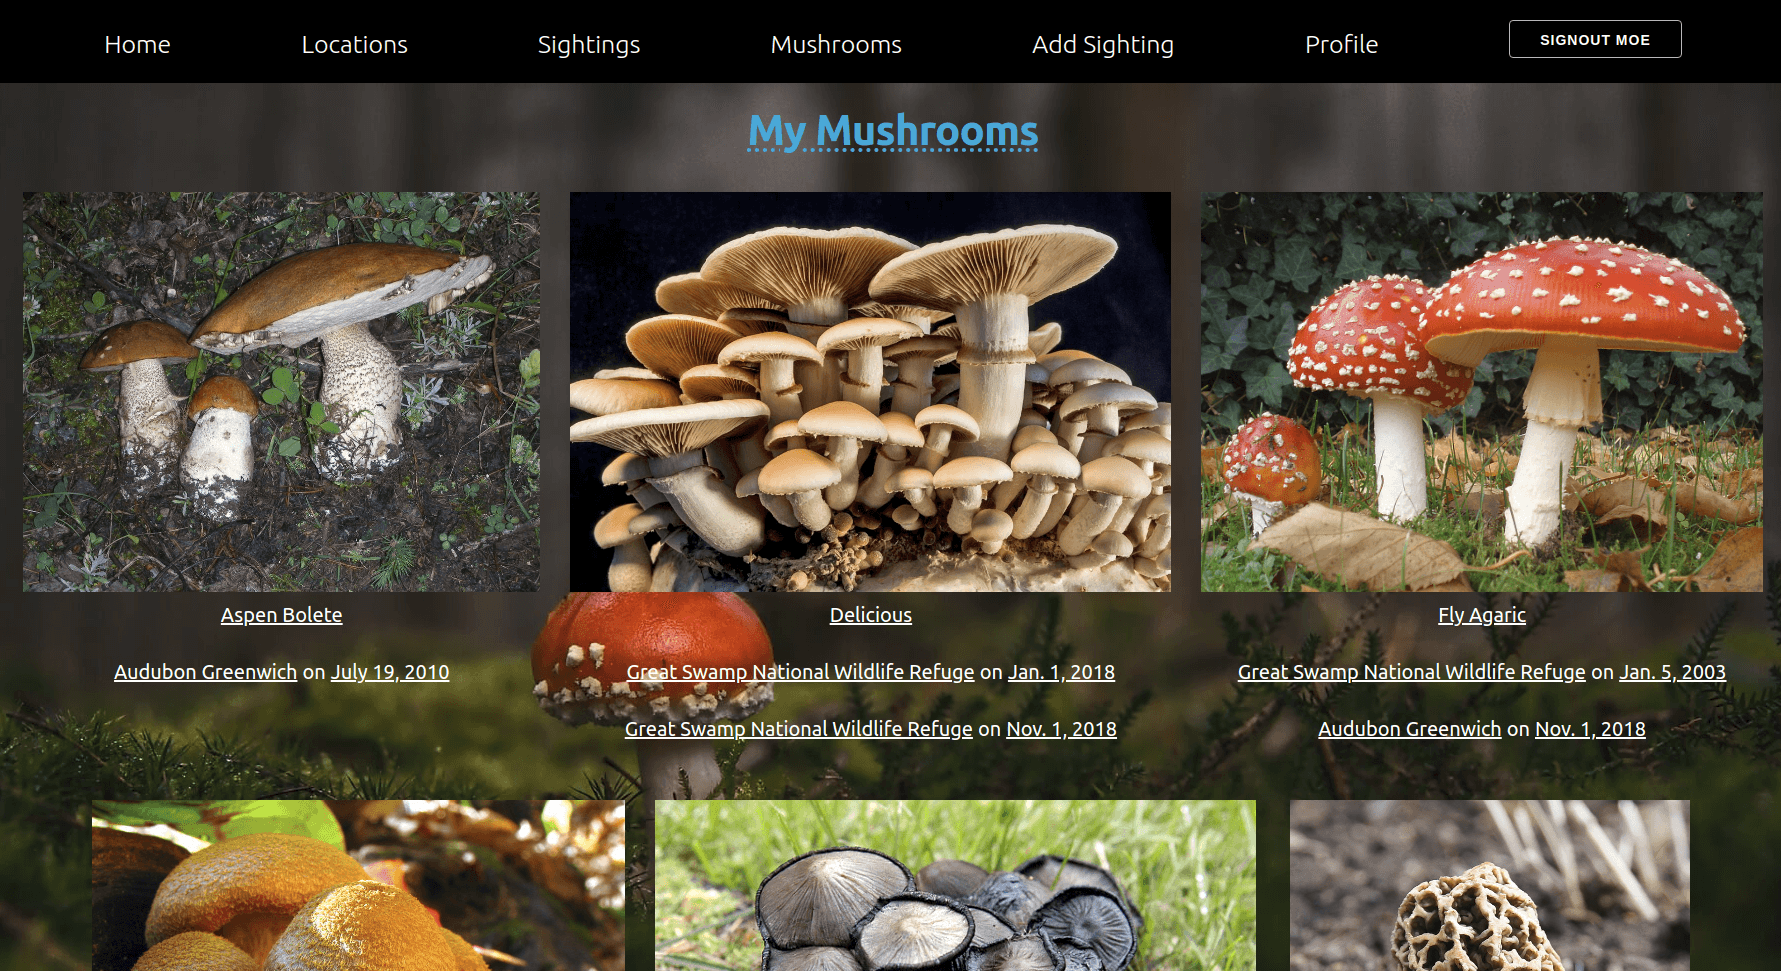 Home Locations Sightings Mushrooms Add Sighting Profile SIGNOUT MOE
My Mushrooms
Aspen Bolete
Audubon Greenwich on July 19, 2010
Delicious
Great Swamp National Wildlife Refuge on Jan. 1, 2018
Great Swamp National Wildlife Refuge on Nov. 1, 2018
Fly Agaric
Great Swamp National Wildlife Refuge on Jan. 5, 2003
Audubon Greenwich on Nov. 1, 2018